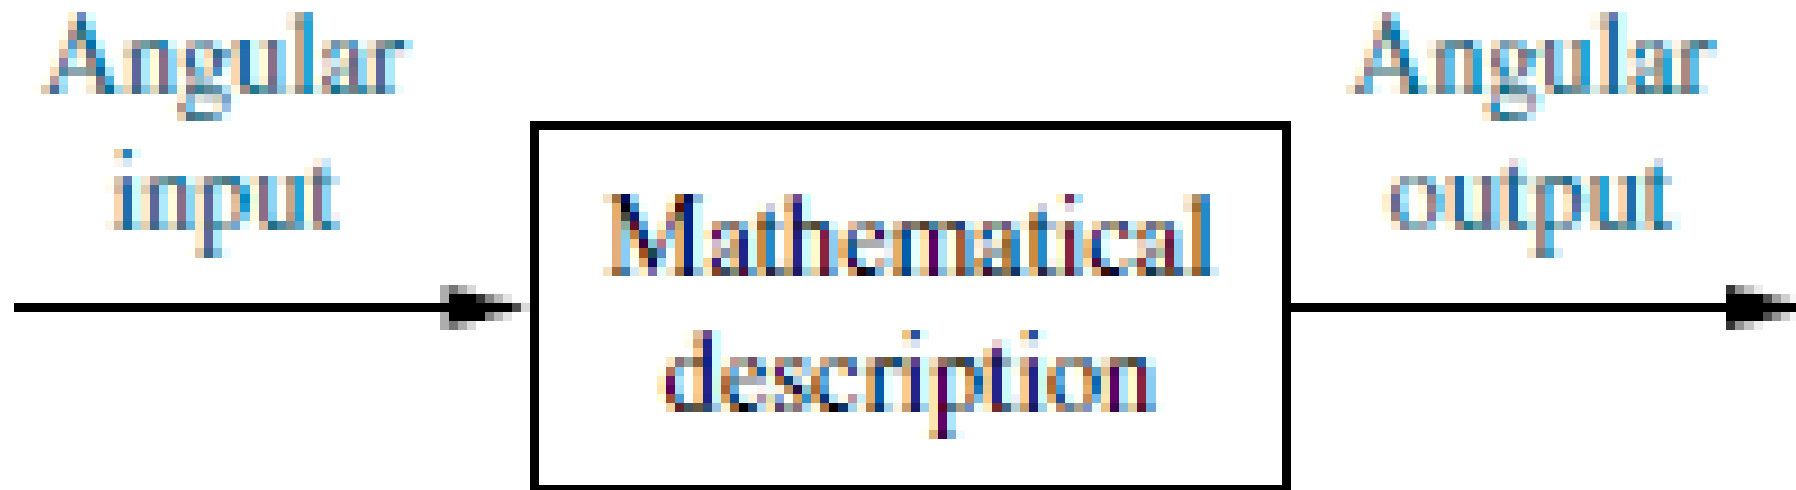 Angular
input
Mathematical
description
Angular
output